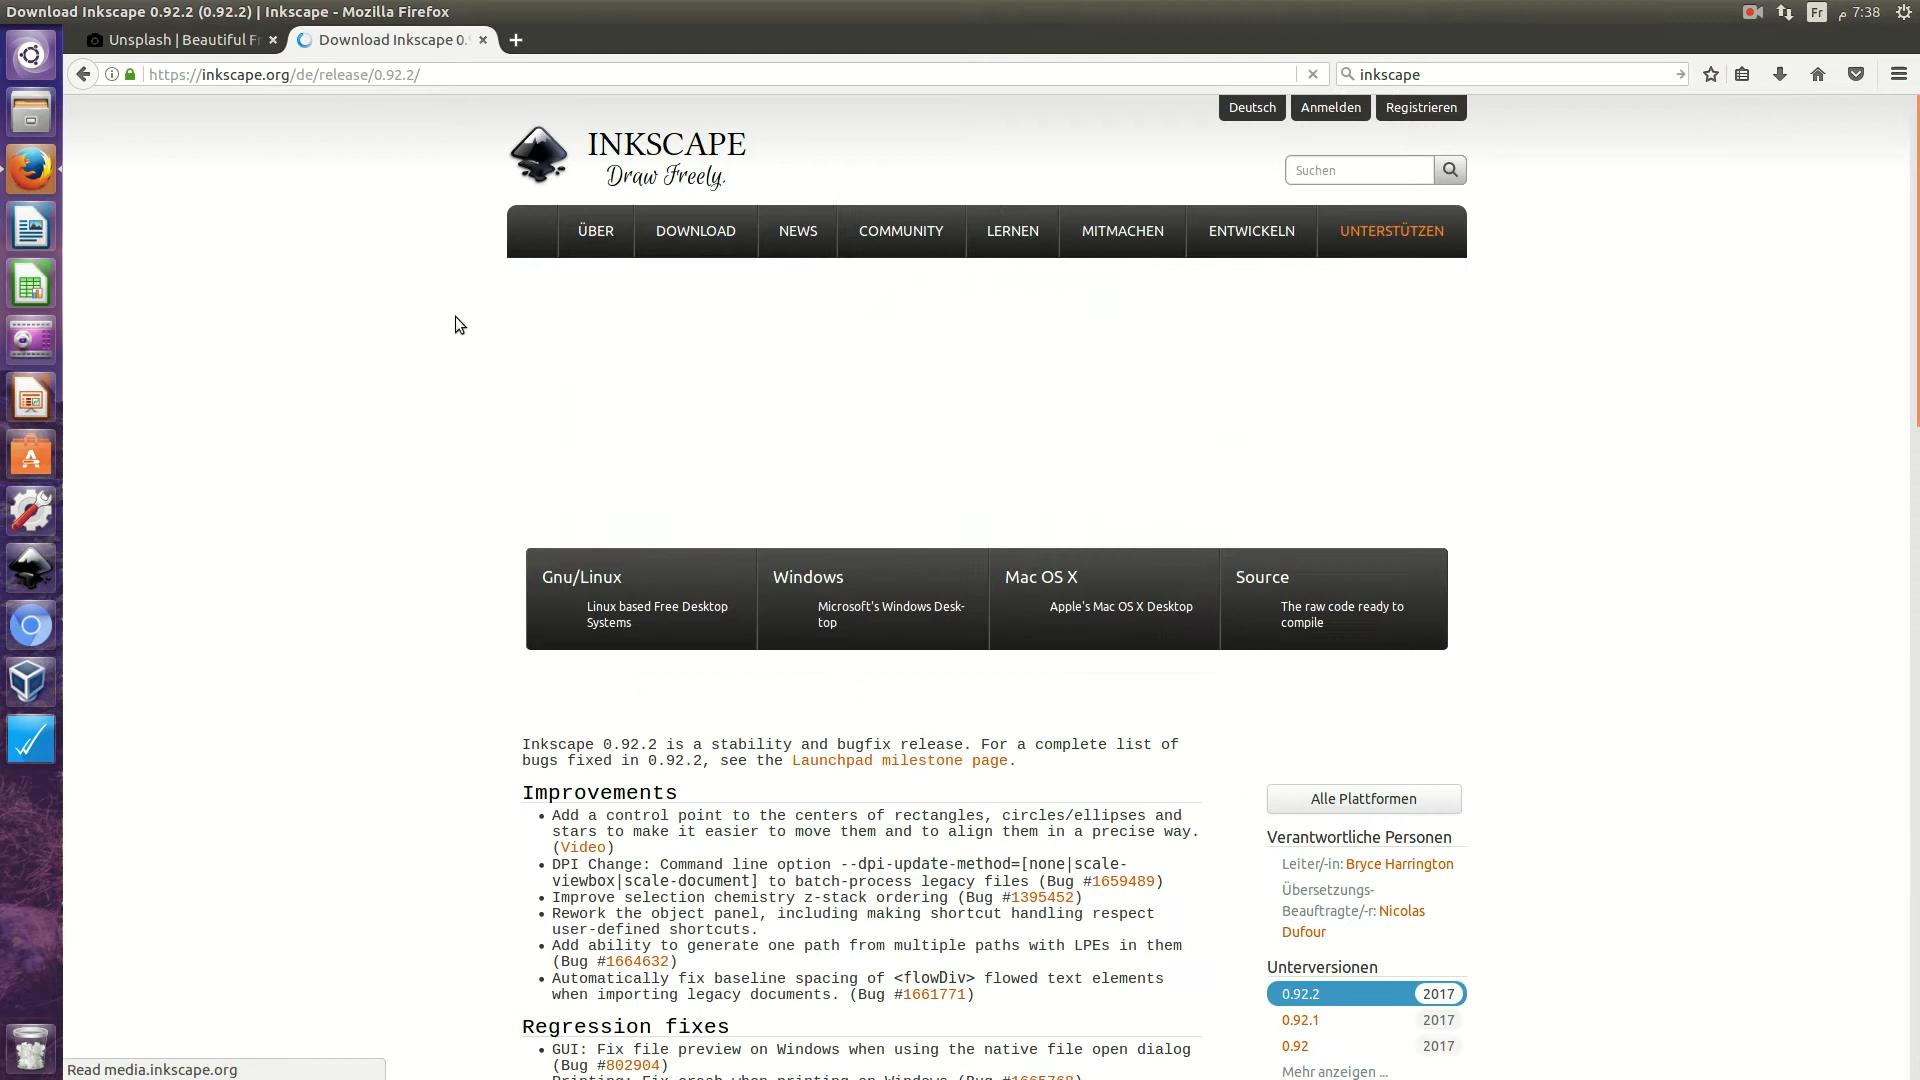 Download Inkscape 0.92.2 (0.92.2) | Inkscape - Mozilla Firefox
Fr
م 7:38
Unsplash | Beautiful Fr
Download Inkscape 0.
https://inkscape.org/de/release/0.92.2/
inkscape
Deutsch
Anmelden
Registrieren
INKSCAPE
Draw Freely.
Suchen
ÜBER
DOWNLOAD
NEWS
COMMUNITY
LERNEN
MITMACHEN
ENTWICKELN
UNTERSTÜTZEN
Gnu/Linux
Linux based Free Desktop
Systems
Windows
Microsoft's Windows Desk-
top
Mac OS X
Apple's Mac OS X Desktop
Source
The raw code ready to
compile
Inkscape 0.92.2 is a stability and bugfix release. For a complete list of
bugs fixed in 0.92.2, see the Launchpad milestone page.
Improvements
• Add a control point to the centers of rectangles, circles/ellipses and
stars to make it easier to move them and to align them in a precise way.
(Video)
• DPI Change: Command line option --dpi-update-method=[none|scale-
viewbox|scale-document] to batch-process legacy files (Bug #1659489)
• Improve selection chemistry z-stack ordering (Bug #1395452)
• Rework the object panel, including making shortcut handling respect
user-defined shortcuts.
• Add ability to generate one path from multiple paths with LPEs in them
(Bug #1664632)
• Automatically fix baseline spacing of <flowDiv> flowed text elements
when importing legacy documents. (Bug #1661771)
Regression fixes
• GUI: Fix file preview on Windows when using the native file open dialog
(Bug #802904)
• Printing: Fix crash when printing on Windows (Bug #1665768)
Alle Plattformen
Verantwortliche Personen
Leiter/-in: Bryce Harrington
Übersetzungs-
Beauftragte/-r: Nicolas
Dufour
Unterversionen
0.92.2 2017
0.92.1 2017
0.92 2017
Mehr anzeigen ...
Read media.inkscape.org